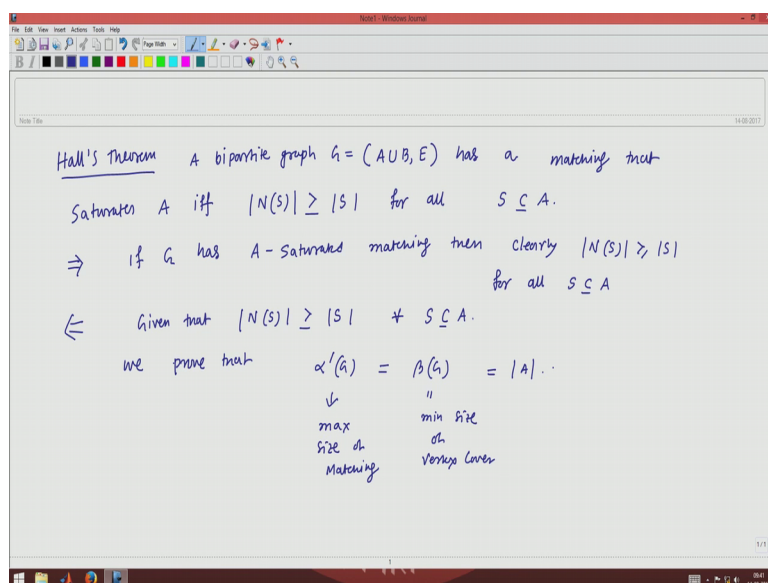 Note1 - Windows Journal
File Edit View Insert Actions Tools Help
Page Width
B I
Note Title
14-08-2017
Hall's Theorem A bipartite graph G = (A∪B, E) has a matching that
Saturates A iff |N(S)| ≥ |S| for all S ⊆ A.
⇒ if G has A-Saturated matching then clearly |N(S)| ≥ |S|
for all S ⊆ A
⇐ Given that |N(S)| ≥ |S| ∀ S ⊆ A.
we prove that α'(G) = β(G) = |A|..
↓ "
max min size
size of of
Matching Vertex Cover
1/1
1
09:41